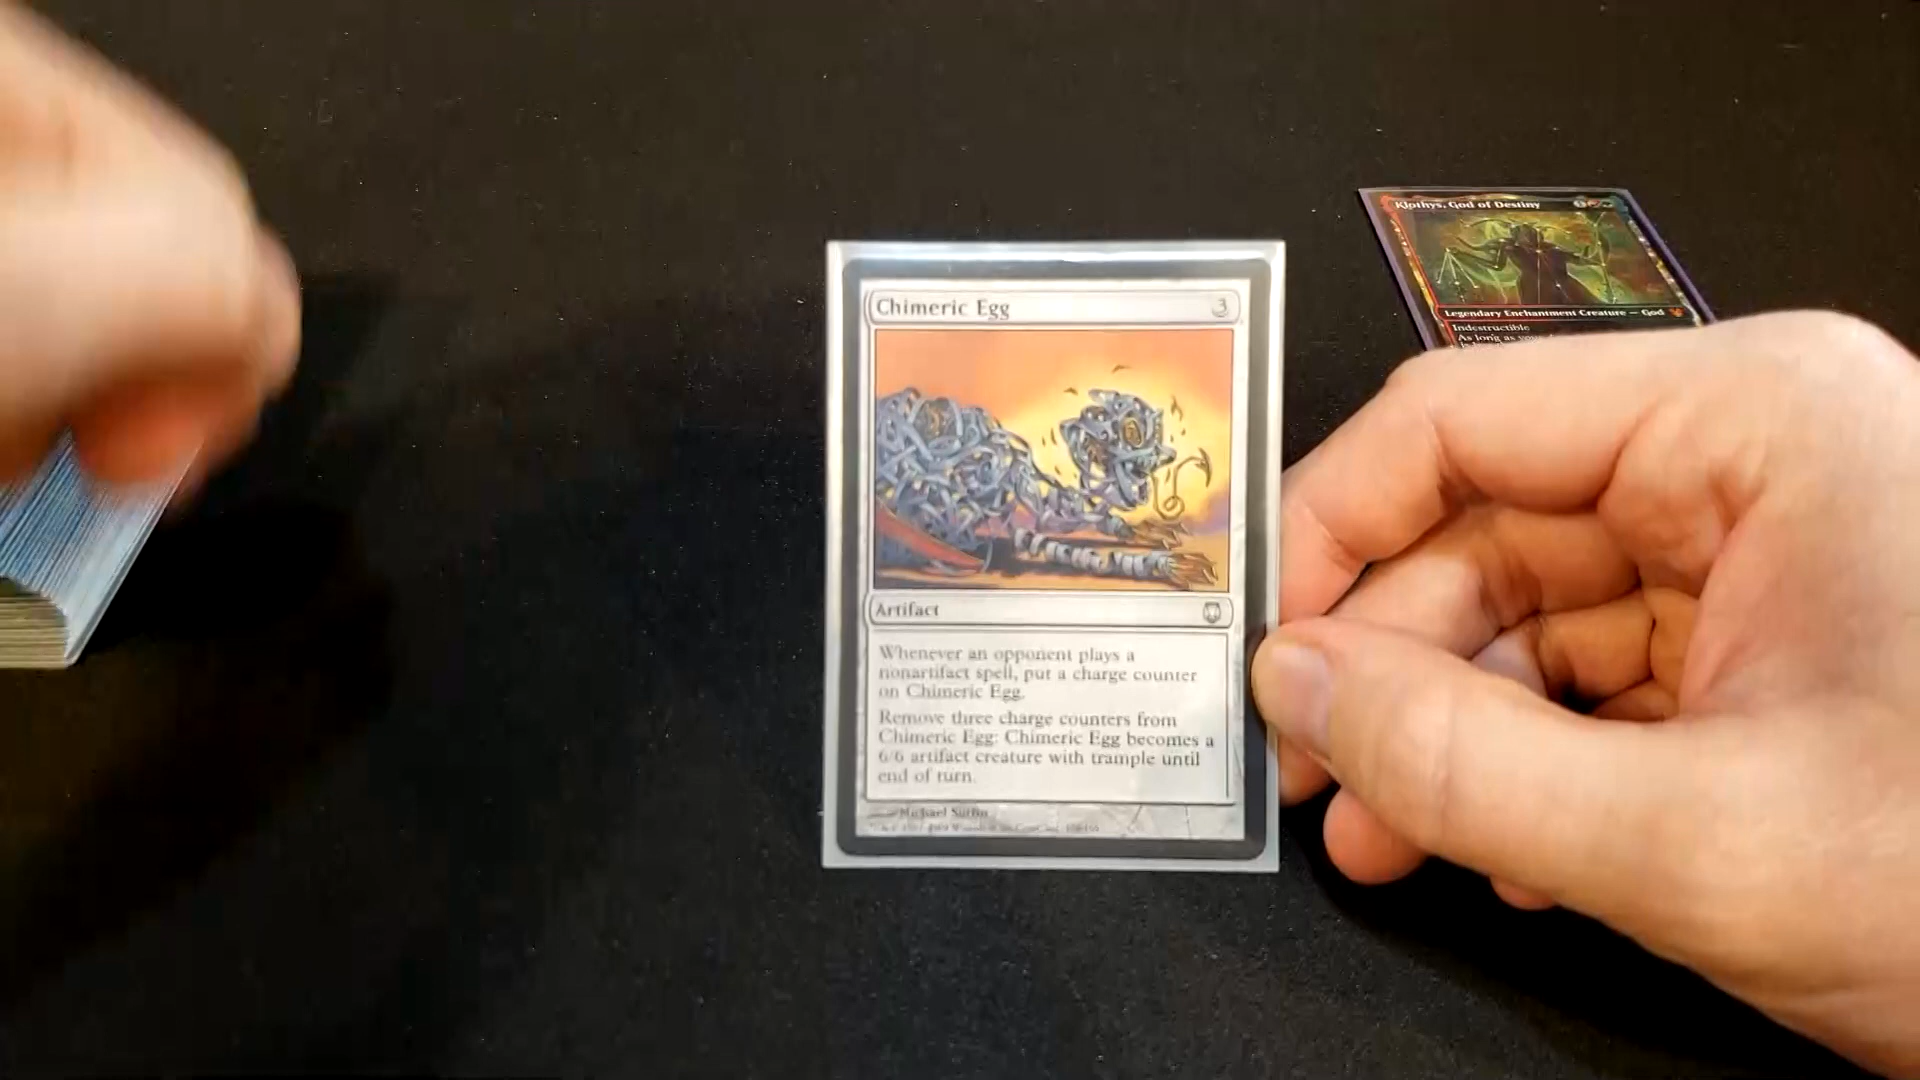 Klothys, God of Destiny
Legendary Enchantment Creature — God
Indestructible
As long as
Chimeric Egg
3
Artifact
Whenever an opponent plays a
nonartifact spell, put a charge counter
on Chimeric Egg.
Remove three charge counters from
Chimeric Egg: Chimeric Egg becomes a
6/6 artifact creature with trample until
end of turn.
Michael Sutfin